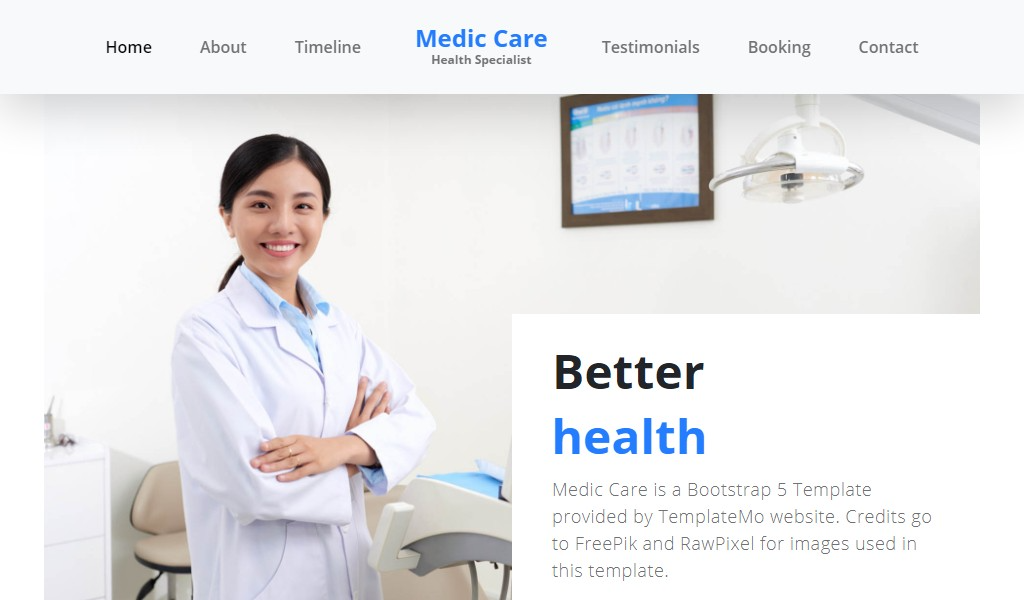 Home
About
Timeline
Medic Care
Health Specialist
Testimonials
Booking
Contact
Better
health
Medic Care is a Bootstrap 5 Template
provided by TemplateMo website. Credits go
to FreePik and RawPixel for images used in
this template.